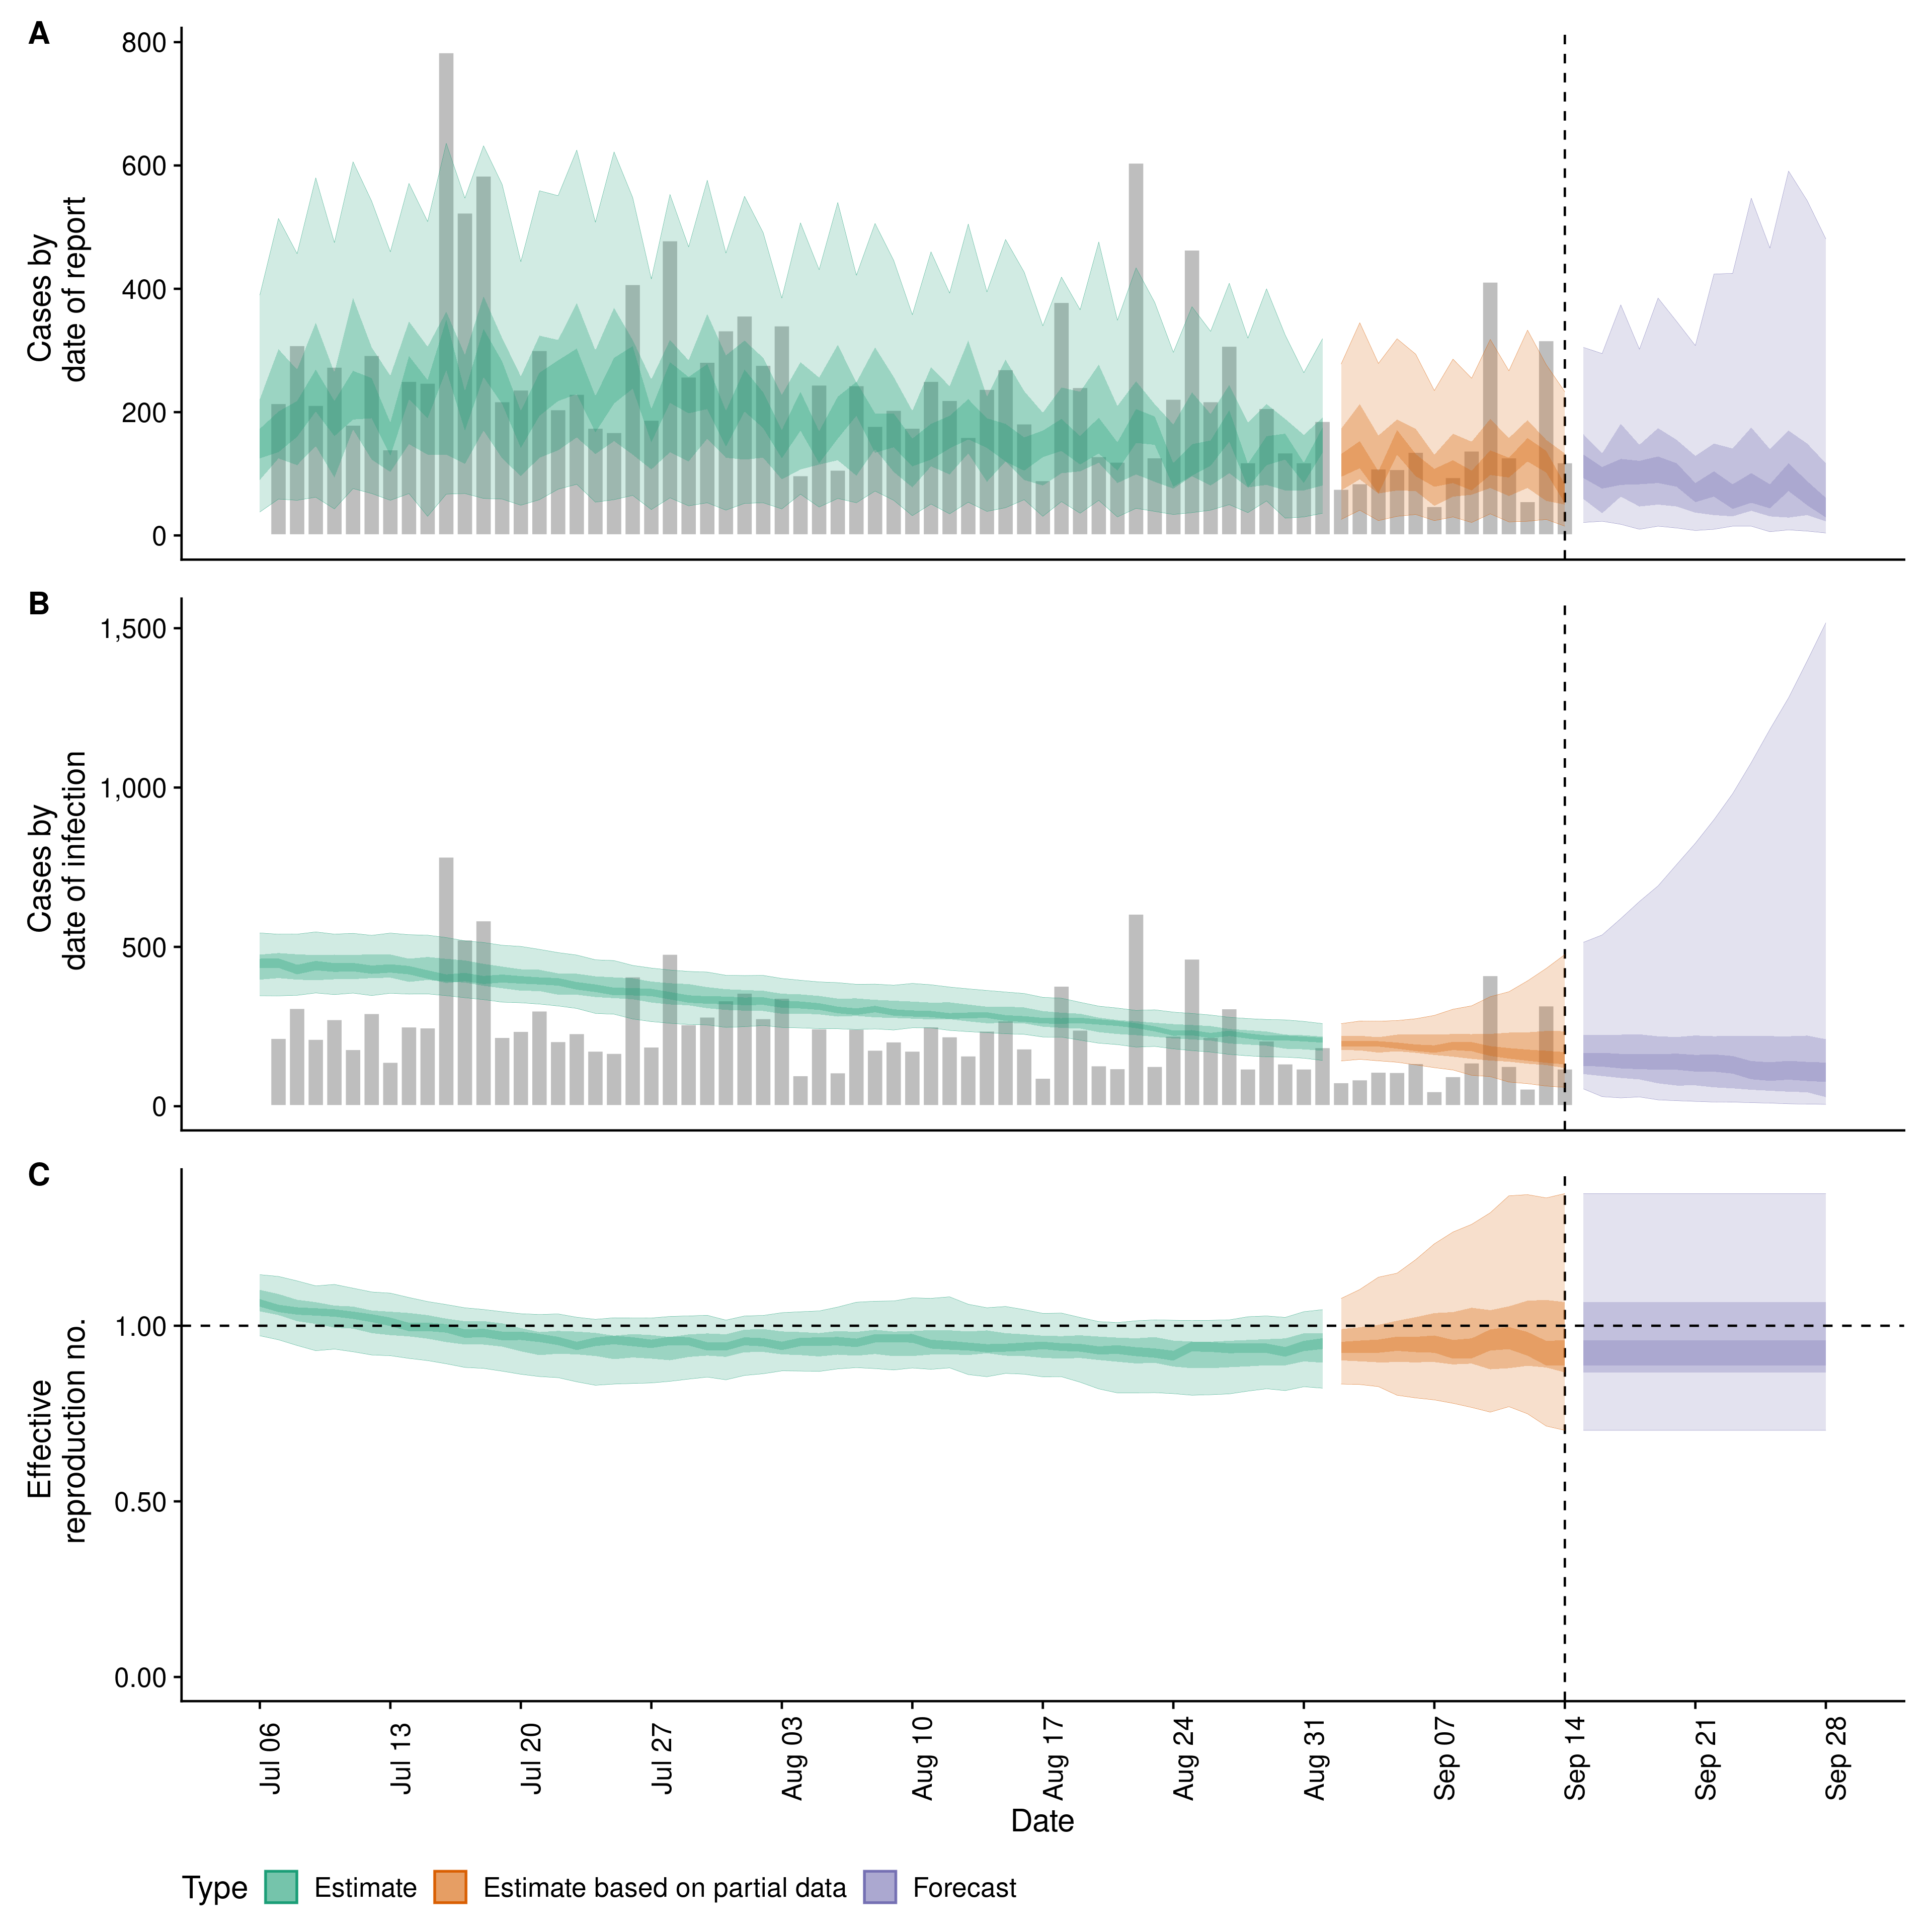 A
Cases by
date of report
800
600
400
200
0
B
Cases by
date of infection
1,500
1,000
500
0
C
Effective
reproduction no.
1.00
0.50
0.00
Jul 06
Jul 13
Jul 20
Jul 27
Aug 03
Aug 10
Aug 17
Aug 24
Aug 31
Sep 07
Sep 14
Sep 21
Sep 28
Date
Type Estimate Estimate based on partial data Forecast